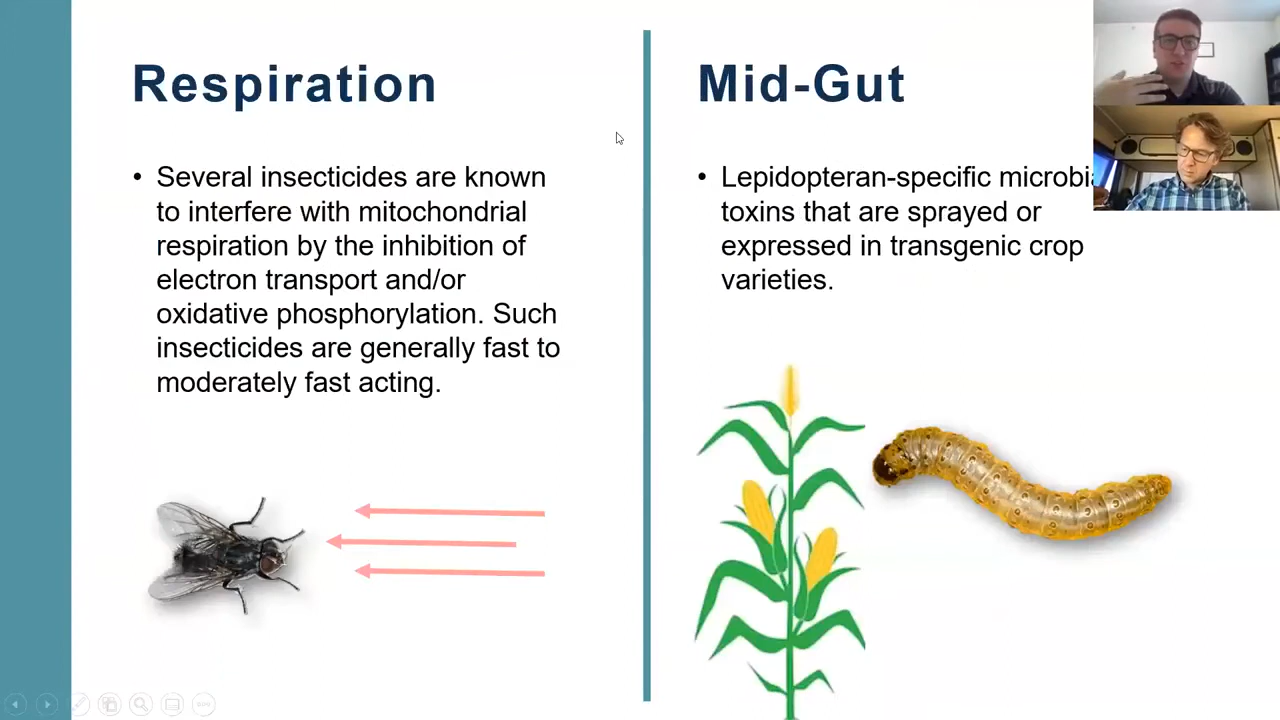 Respiration
• Several insecticides are known
to interfere with mitochondrial
respiration by the inhibition of
electron transport and/or
oxidative phosphorylation. Such
insecticides are generally fast to
moderately fast acting.
Mid-Gut
• Lepidopteran-specific
toxins that are sprayed or
expressed in transgenic crop
varieties.